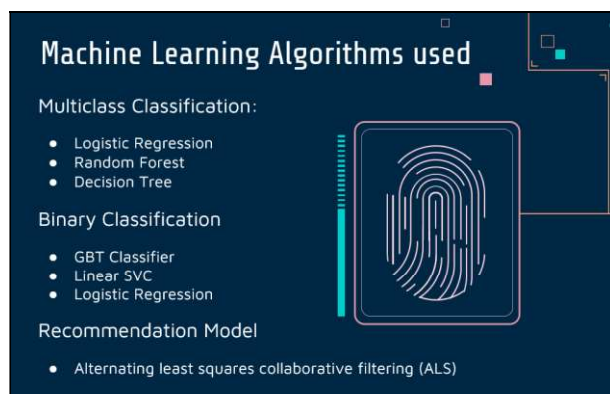 Machine Learning Algorithms used
Multiclass Classification:
● Logistic Regression
● Random Forest
● Decision Tree
Binary Classification
● GBT Classifier
● Linear SVC
● Logistic Regression
Recommendation Model
● Alternating least squares collaborative filtering (ALS)